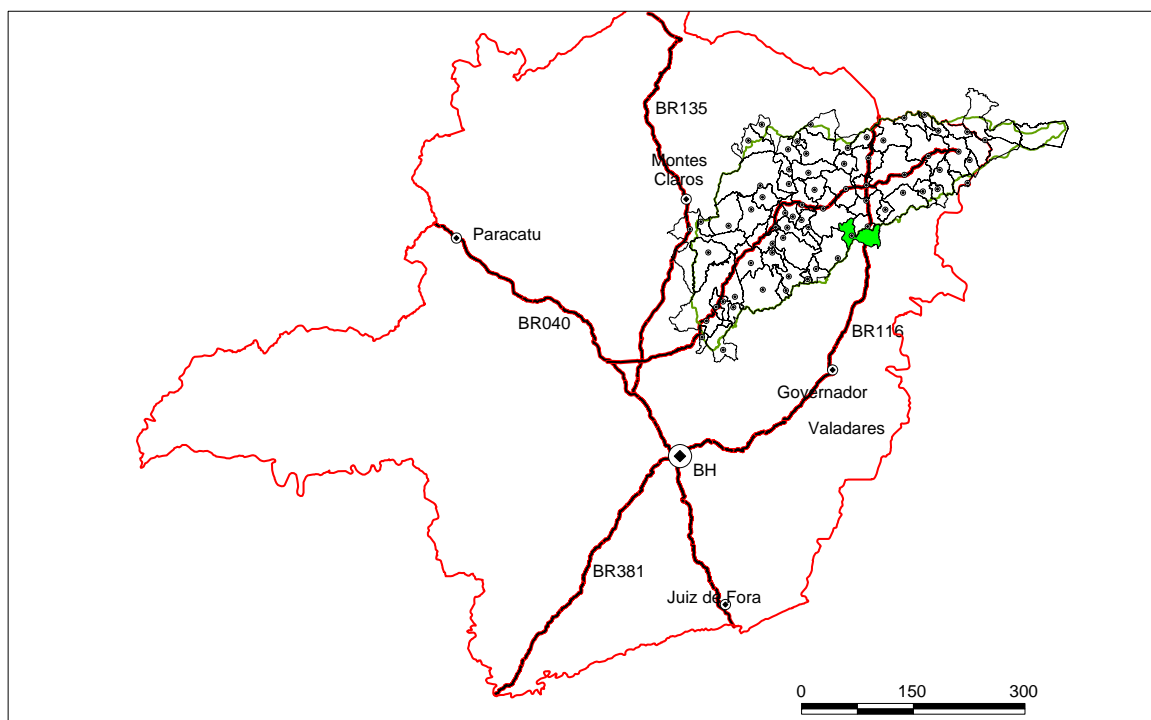 BR135
Montes
Claros
Paracatu
BR040
BR116
Governador
Valadares
BH
BR381
Juiz de Fora
0 150 300